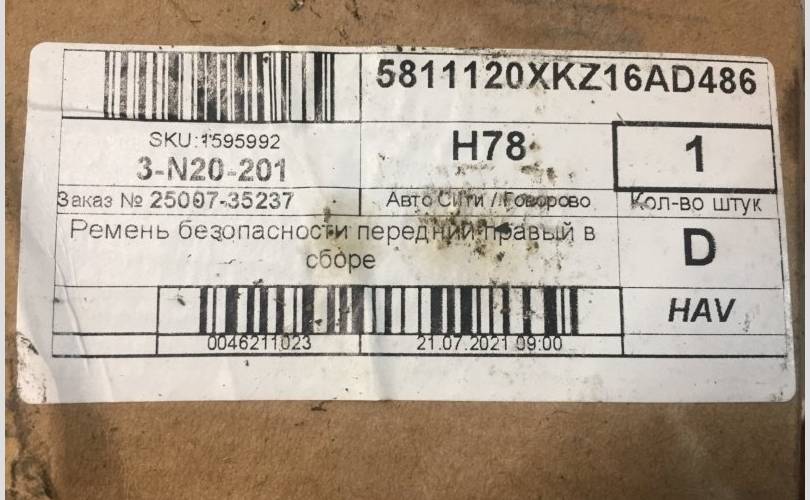 5811120XKZ16AD486
SKU:1595992
3-N20-201
H78
1
Заказ № 25007-35237
Авто Сити / Говорово
Кол-во штук
Ремень безопасности передний правый в
сборе
D
HAV
0046211023
21.07.2021 09:00